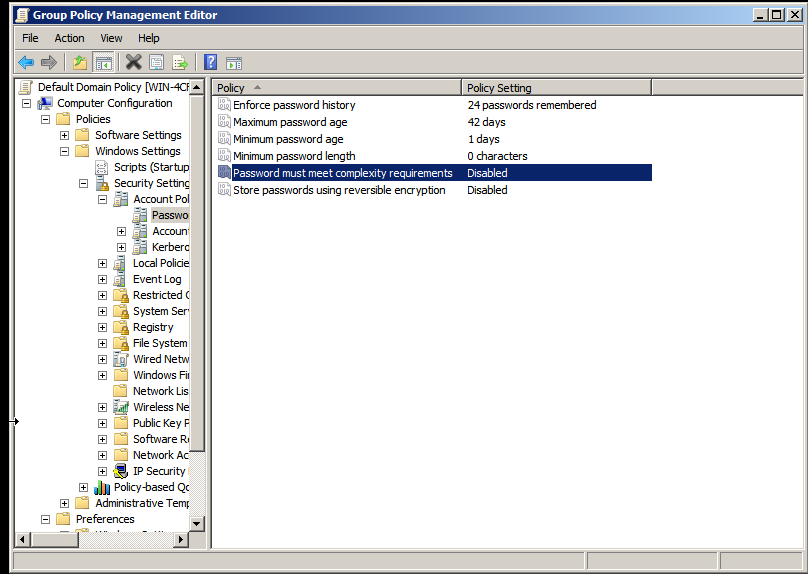 Group Policy Management Editor
File Action View Help
Default Domain Policy [WIN-4CF
Computer Configuration
Policies
Software Settings
Windows Settings
Scripts (Startup
Security Setting
Account Pol
Passwo
Account
Kerbero
Local Policie
Event Log
Restricted G
System Ser
Registry
File System
Wired Netw
Windows Fi
Network Lis
Wireless Ne
Public Key P
Software Re
Network Ac
IP Security
Policy-based Qo
Administrative Temp
Preferences
Policy Policy Setting
Enforce password history 24 passwords remembered
Maximum password age 42 days
Minimum password age 1 days
Minimum password length 0 characters
Password must meet complexity requirements Disabled
Store passwords using reversible encryption Disabled